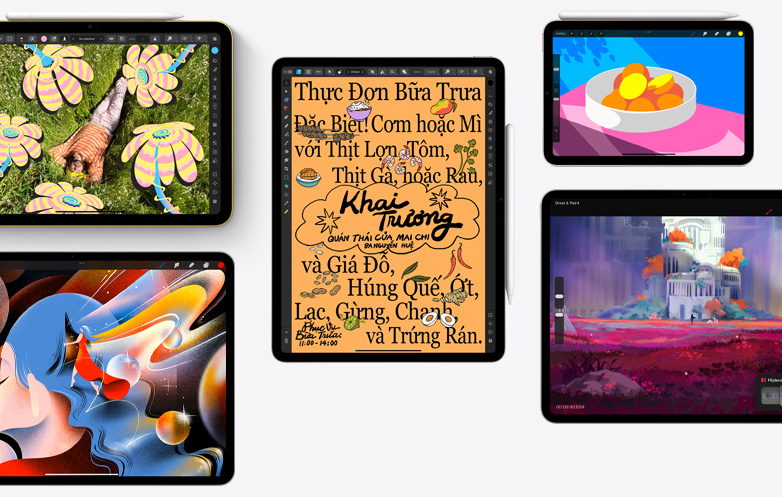 Thực Đơn Bữa Trưa
Đặc Biệt! Cơm hoặc Mì
với Thịt Lợn, Tôm,
Thịt Gà, hoặc Rau,
Khai
Trương
QUÁN THÁI CỦA MAI CHI
8A NGUYỄN HUỆ
và Giá Đỗ,
Húng Quế, Ớt,
Lạc, Gừng, Chanh
và Trứng Rán.
Phục Vụ
Bữa Trưa:
11:00-14:00
Draw & Paint
00:00:00.004